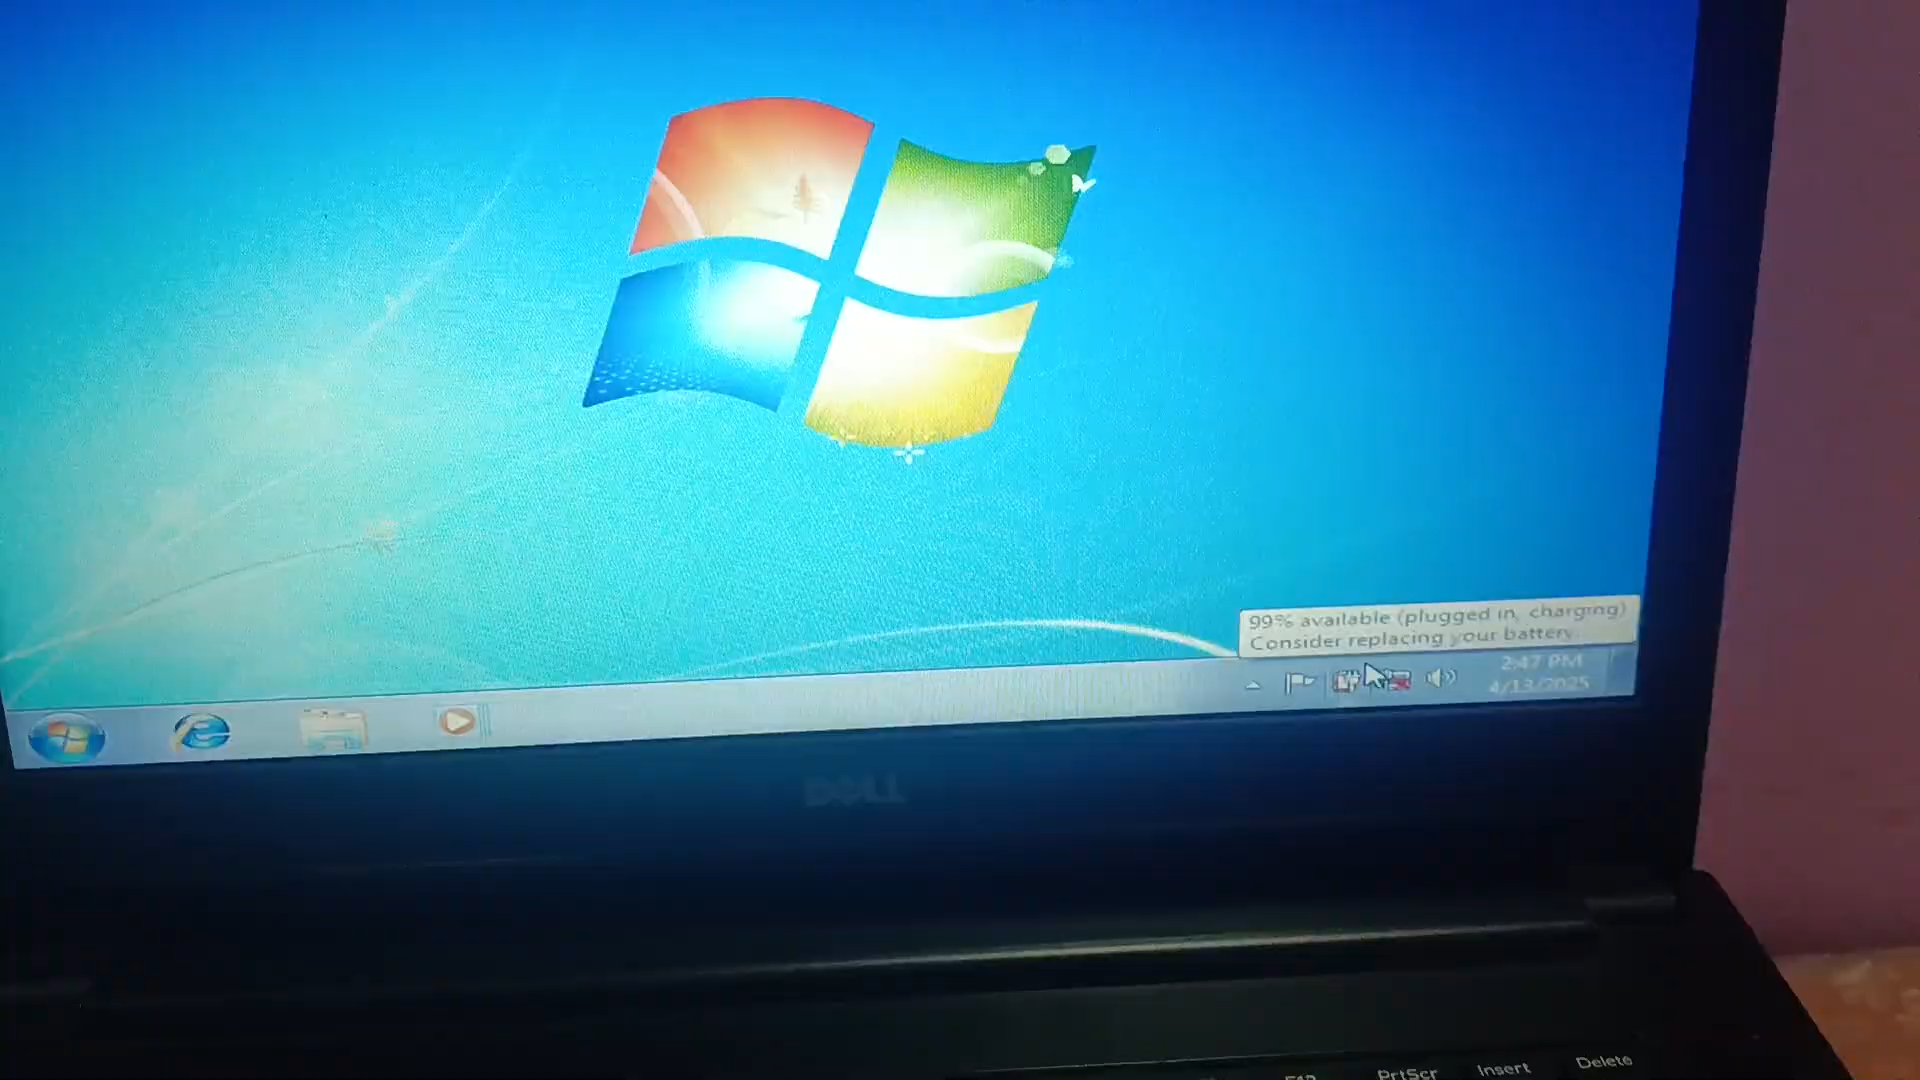 99% available (plugged in, charging)
Consider replacing your battery
2:47 PM
4/13/2025
DELL
F12
PrtScr
Insert
Delete